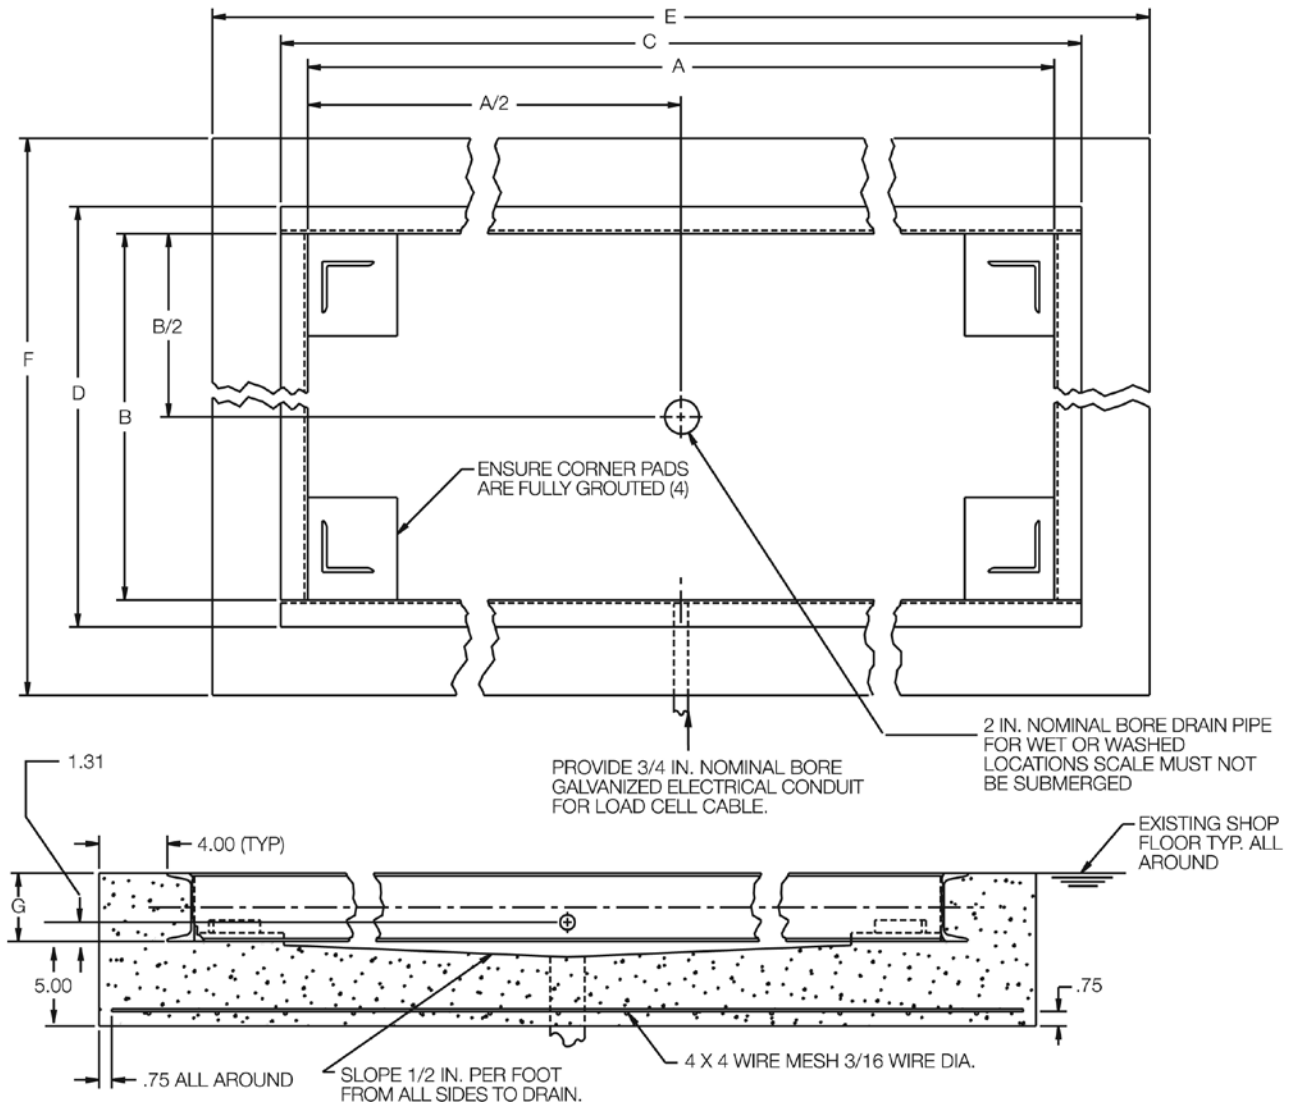 E
C
A
A/2
B/2
F
D
B
ENSURE CORNER PADS
ARE FULLY GROUTED (4)
2 IN. NOMINAL BORE DRAIN PIPE
FOR WET OR WASHED
LOCATIONS SCALE MUST NOT
BE SUBMERGED
PROVIDE 3/4 IN. NOMINAL BORE
GALVANIZED ELECTRICAL CONDUIT
FOR LOAD CELL CABLE.
1.31
4.00 (TYP)
EXISTING SHOP
FLOOR TYP. ALL
AROUND
G
5.00
.75
.75 ALL AROUND
SLOPE 1/2 IN. PER FOOT
FROM ALL SIDES TO DRAIN.
4 X 4 WIRE MESH 3/16 WIRE DIA.